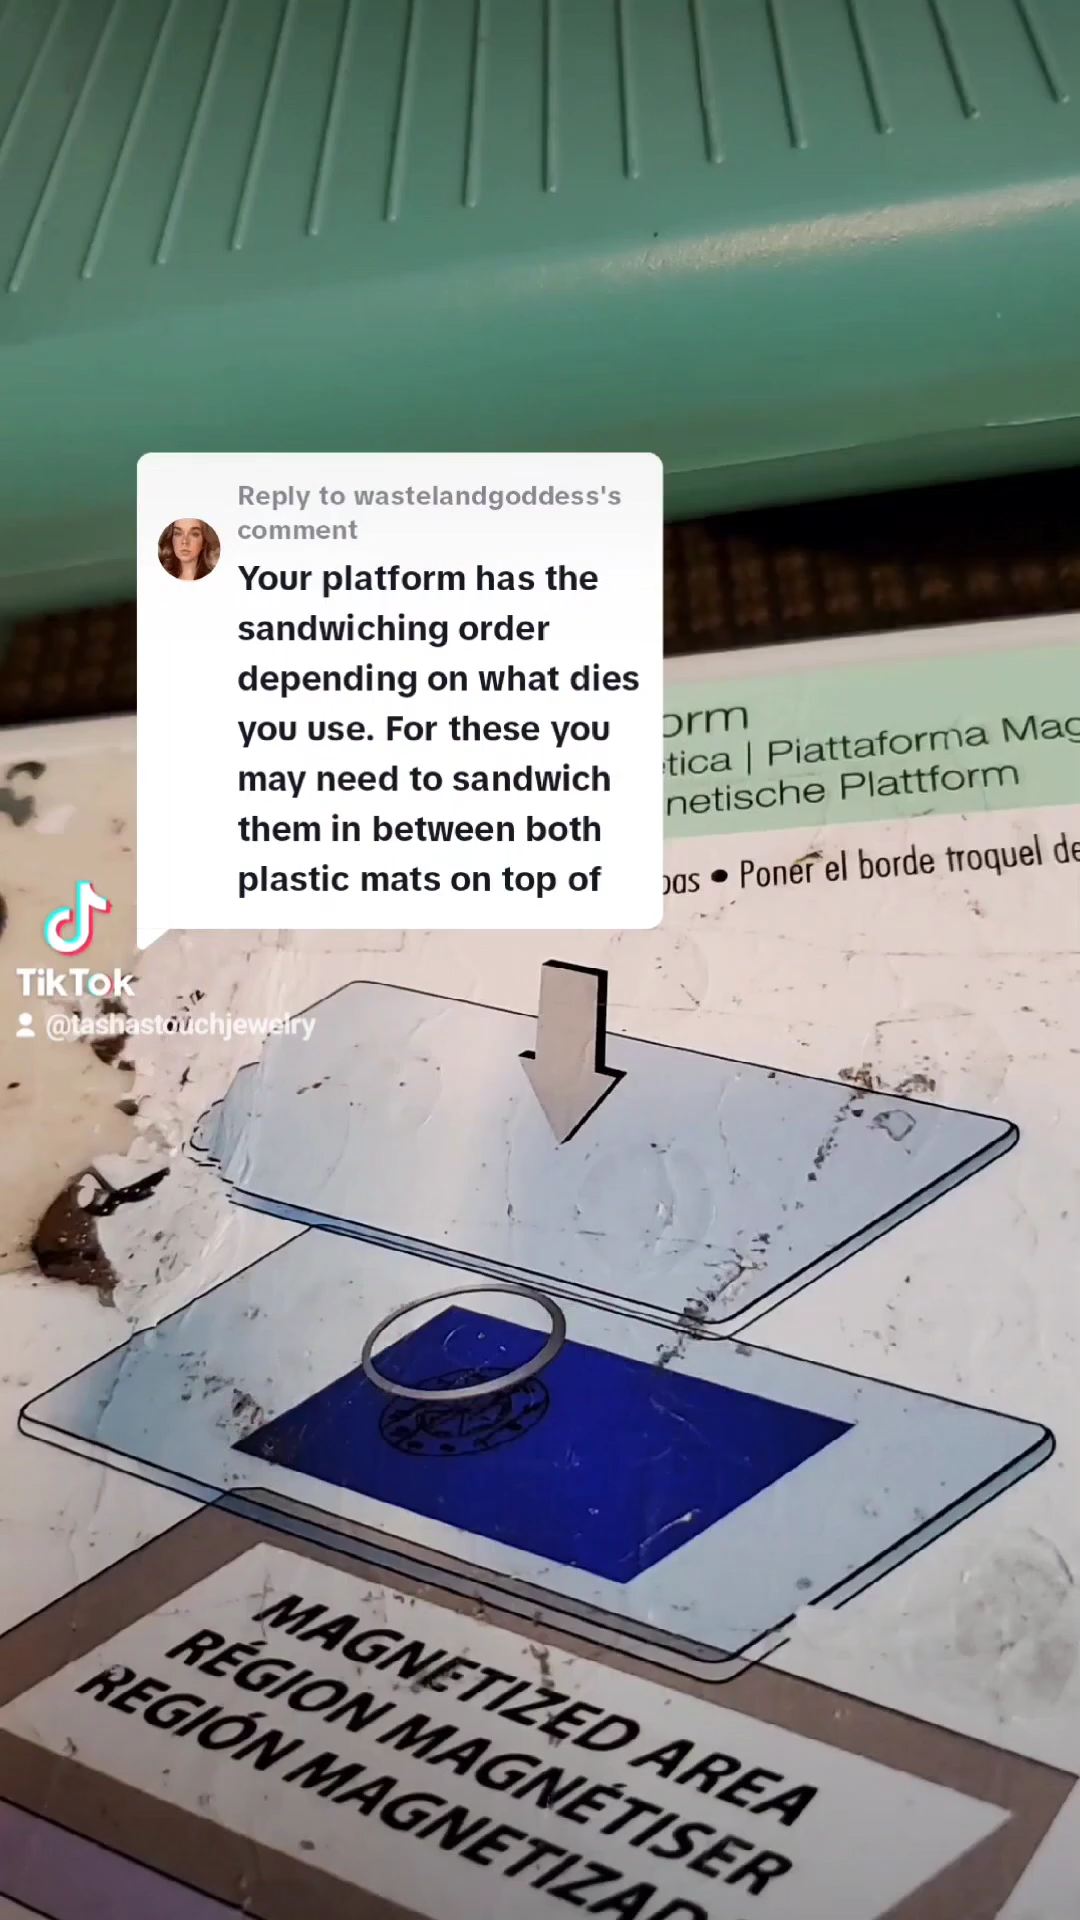 Reply to wastelandgoddess's
comment
Your platform has the
sandwiching order
depending on what dies
you use. For these you
may need to sandwich
them in between both
plastic mats on top of
orm
tica | Piattaforma Mag
netische Plattform
pas • Poner el borde troquel de
TikTok
@tashastouchjewelry
MAGNETIZED AREA
RÉGION MAGNÉTISER
REGIÓN MAGNETIZAD